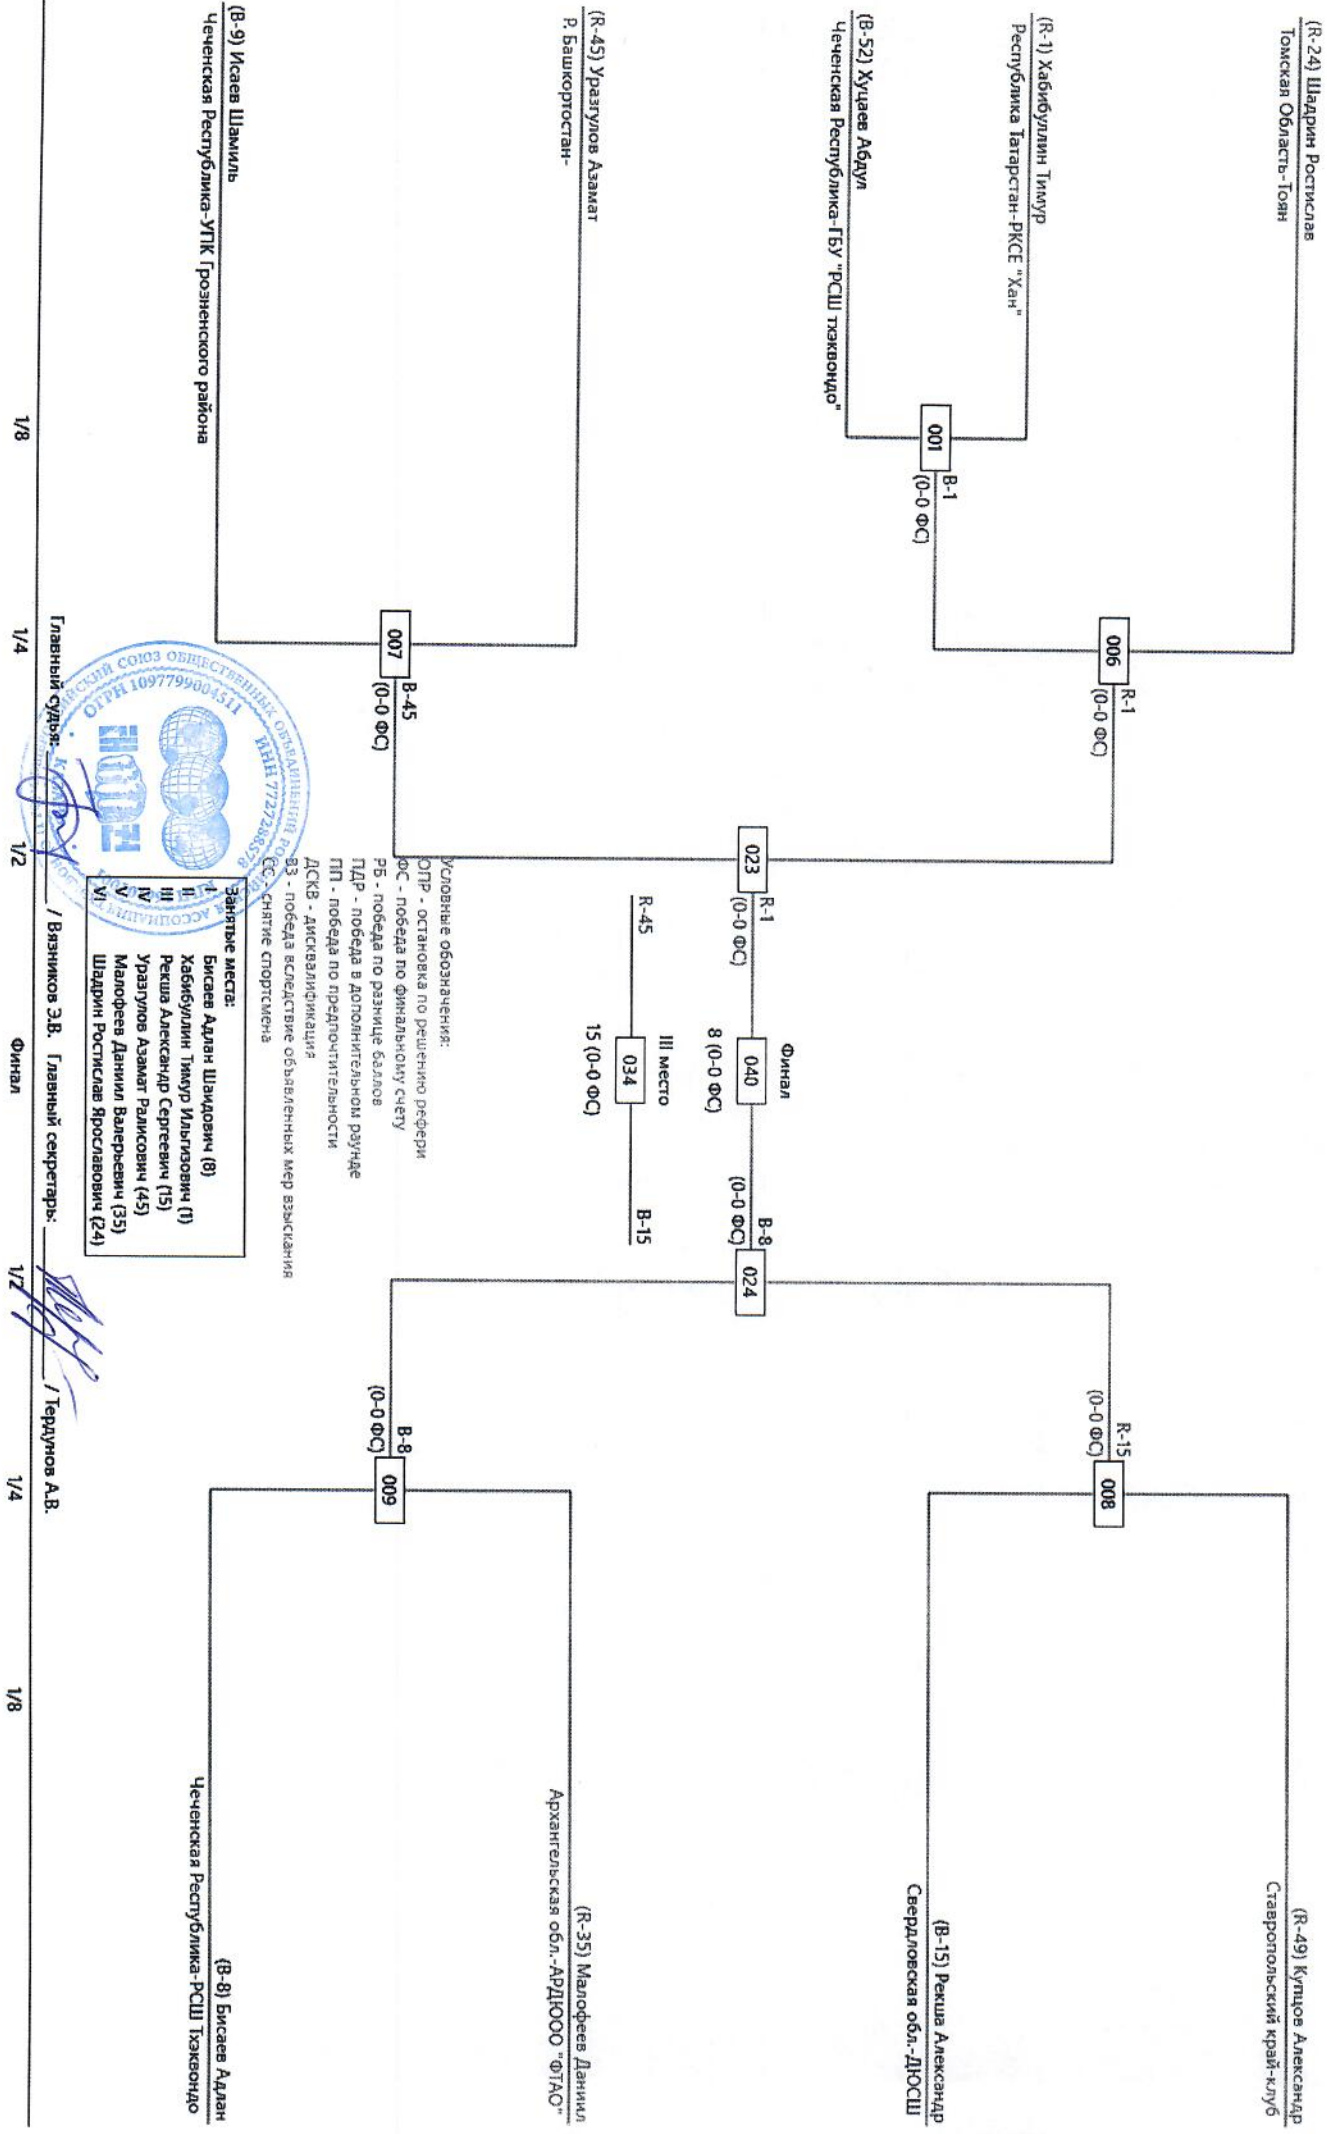 (R-24) Шадрин Ростислав
Томская Область-Тоян
(R-1) Хабибуллин Тимур
Республика Татарстан-РКСЕ "Хан"
(B-52) Хуцаев Абдул
Чеченская Республика-ГБУ "РСШ тхэквондо"
(R-45) Уразгулов Азамат
Р. Башкортостан-
(B-9) Исаев Шамиль
Чеченская Республика-УПК Грозненского района
001
B-1
(0-0 ФС)
006
R-1
(0-0 ФС)
007
B-45
(0-0 ФС)
023
R-1
(0-0 ФС)
Финал
040
8 (0-0 ФС)
B-8
(0-0 ФС)
024
R-45
III место
034
15 (0-0 ФС)
B-15
R-15
(0-0 ФС)
008
B-8
(0-0 ФС)
009
(R-49) Купцов Александр
Ставропольский край-клуб
(B-15) Рекша Александр
Свердловская обл.-ДЮСШ
(R-35) Малофеев Даниил
Архангельская обл.-АРДЮОО "ФТАО"
(B-8) Бисаев Адлан
Чеченская Республика-РСШ Тхэквондо
Условные обозначения:
ОПР - остановка по решению рефери
ФС - победа по финальному счету
РБ - победа по разнице баллов
ПДР - победа в дополнительном раунде
ПП - победа по предпочтительности
ДСКВ - дисквалификация
ВЗ - победа вследствие объявленных мер взыскания
СС - снятие спортсмена
Занятые места:
I Бисаев Адлан Шаидович (8)
II Хабибуллин Тимур Ильгизович (1)
III Рекша Александр Сергеевич (15)
IV Уразгулов Азамат Ралисович (45)
V Малофеев Даниил Валерьевич (35)
VI Шадрин Ростислав Ярославович (24)
ОГРН 1097799004511
ИНН 7727288578
Главный судья: / Вязников Э.В. Главный секретарь: / Тердунов А.В.
1/8 1/4 1/2 Финал 1/2 1/4 1/8